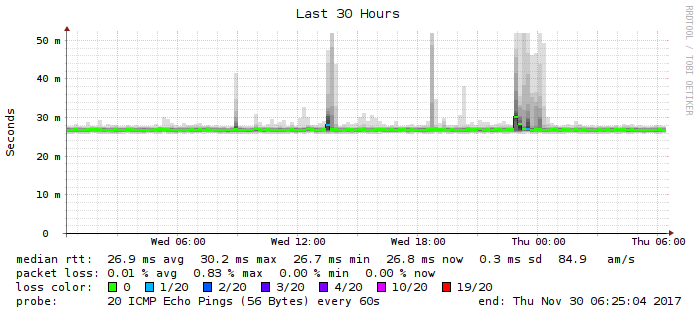 Last 30 Hours
RRDTOOL / TOBI OETIKER
Seconds
50 m
40 m
30 m
20 m
10 m
0
Wed 06:00 Wed 12:00 Wed 18:00 Thu 00:00 Thu 06:00
median rtt: 26.9 ms avg 30.2 ms max 26.7 ms min 26.8 ms now 0.3 ms sd 84.9 am/s
packet loss: 0.01 % avg 0.83 % max 0.00 % min 0.00 % now
loss color: 0 1/20 2/20 3/20 4/20 10/20 19/20
probe: 20 ICMP Echo Pings (56 Bytes) every 60s end: Thu Nov 30 06:25:04 2017